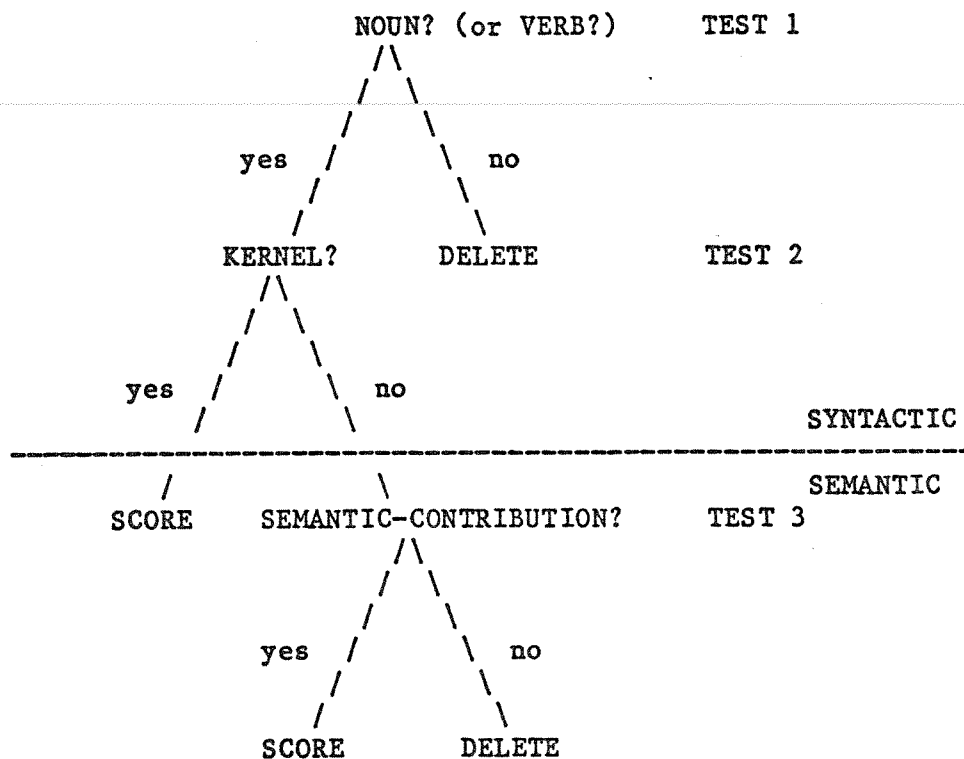 NOUN? (or VERB?) TEST 1
yes no
KERNEL? DELETE TEST 2
yes no
SYNTACTIC
SEMANTIC
SCORE SEMANTIC-CONTRIBUTION? TEST 3
yes no
SCORE DELETE